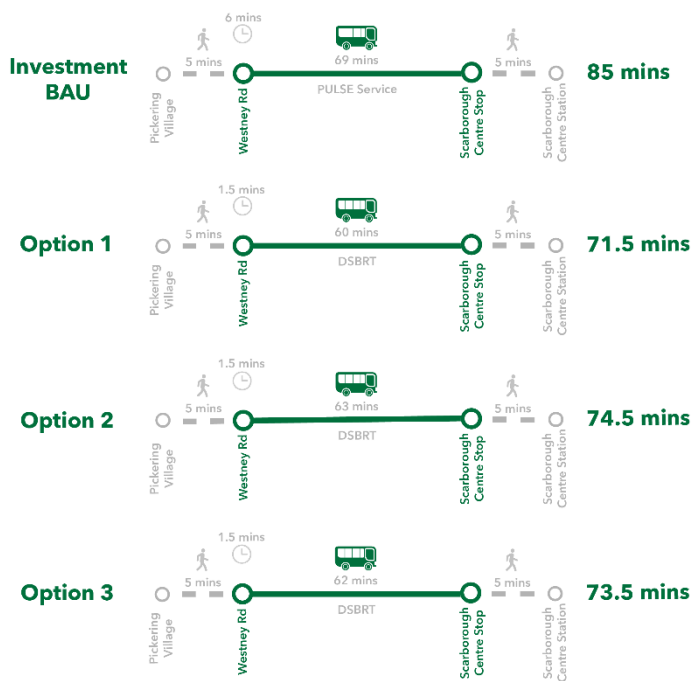 6 mins
Investment
BAU
5 mins
69 mins
5 mins
85 mins
PULSE Service
Pickering
Village
Westney Rd
Scarborough
Centre Stop
Scarborough
Centre Station
1.5 mins
Option 1
5 mins
60 mins
5 mins
71.5 mins
DSBRT
Pickering
Village
Westney Rd
Scarborough
Centre Stop
Scarborough
Centre Station
1.5 mins
Option 2
5 mins
63 mins
5 mins
74.5 mins
DSBRT
Pickering
Village
Westney Rd
Scarborough
Centre Stop
Scarborough
Centre Station
1.5 mins
Option 3
5 mins
62 mins
5 mins
73.5 mins
DSBRT
Pickering
Village
Westney Rd
Scarborough
Centre Stop
Scarborough
Centre Station